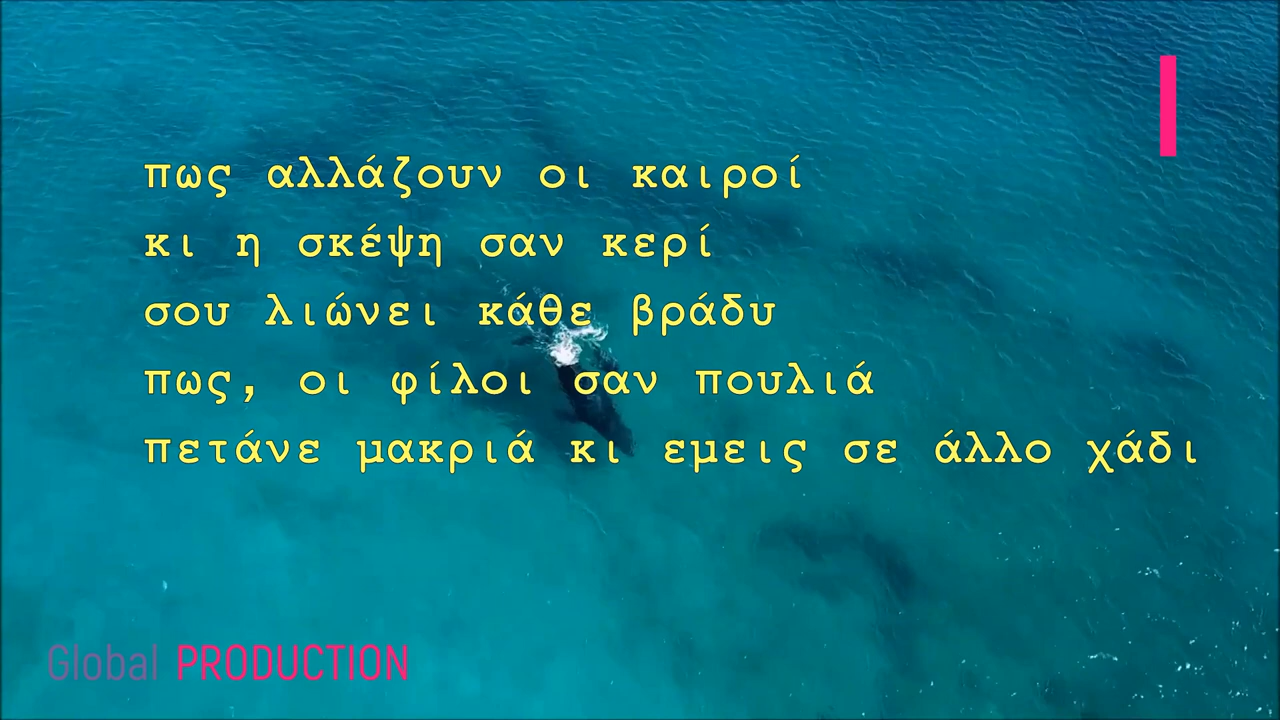 πως αλλάζουν οι καιροί
κι η σκέψη σαν κερί
σου λιώνει κάθε βράδυ
πως, οι φίλοι σαν πουλιά
πετάνε μακριά κι εμεις σε άλλο χάδι
Global PRODUCTION